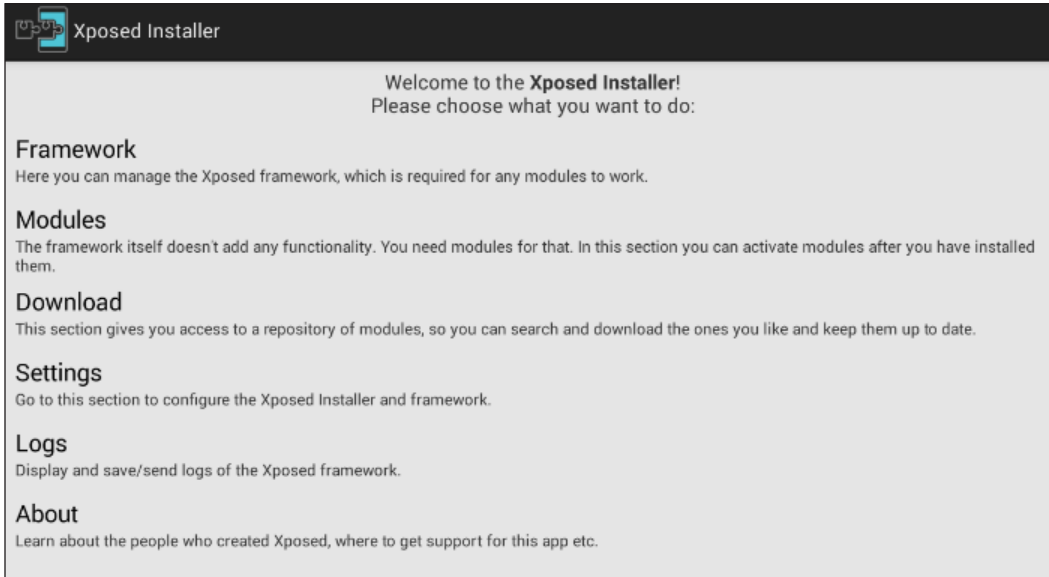 Xposed Installer
Welcome to the Xposed Installer!
Please choose what you want to do:
Framework
Here you can manage the Xposed framework, which is required for any modules to work.
Modules
The framework itself doesn't add any functionality. You need modules for that. In this section you can activate modules after you have installed
them.
Download
This section gives you access to a repository of modules, so you can search and download the ones you like and keep them up to date.
Settings
Go to this section to configure the Xposed Installer and framework.
Logs
Display and save/send logs of the Xposed framework.
About
Learn about the people who created Xposed, where to get support for this app etc.